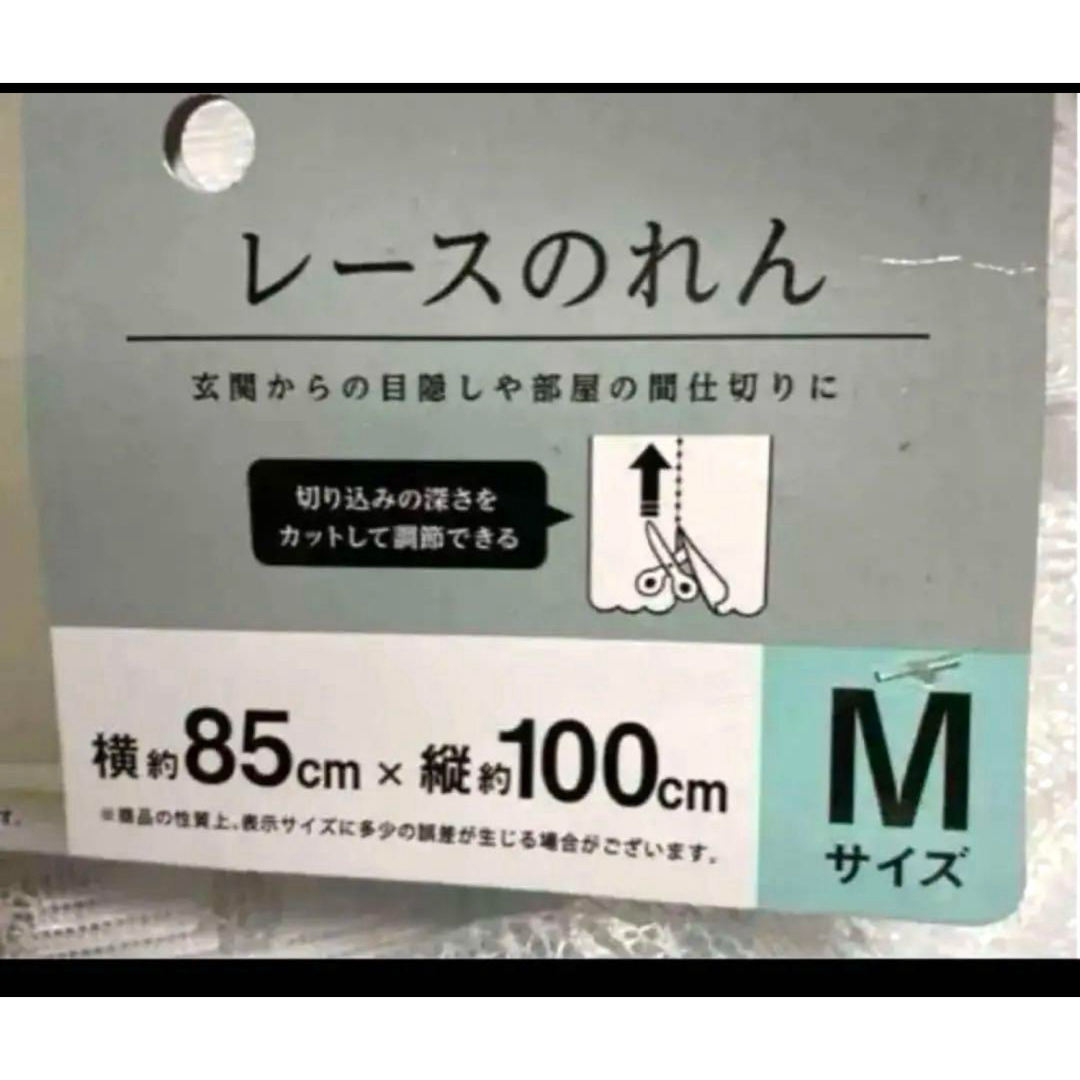 レースのれん
玄関からの目隠しや部屋の間仕切りに
切り込みの深さを
カットして調節できる
横約85cm×縦約100cm
※商品の性質上、表示サイズに多少の誤差が生じる場合がございます。
M
サイズ
す。